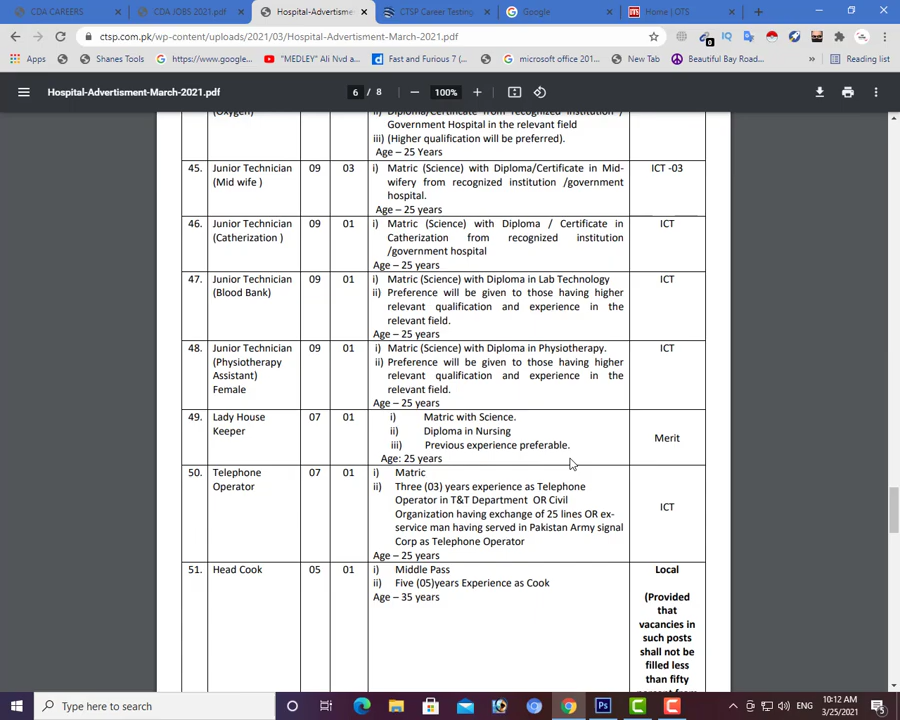 CDA CAREERS
CDA JOBS 2021.pdf
Hospital-Advertisme
CTSP Career Testing
Google
Home | OTS
ctsp.com.pk/wp-content/uploads/2021/03/Hospital-Advertisment-March-2021.pdf
Apps
Shanes Tools
https://www.google...
"MEDLEY" Ali Nvd a...
Fast and Furious 7 (...
microsoft office 201...
New Tab
Beautiful Bay Road...
Reading list
Hospital-Advertisment-March-2021.pdf
6 / 8
100%
(Oxygen)
ii) Diploma/Certificate from recognized institution /
Government Hospital in the relevant field
iii) (Higher qualification will be preferred).
Age – 25 Years
45. Junior Technician (Mid wife ) 09 03
i) Matric (Science) with Diploma/Certificate in Mid-
wifery from recognized institution /government
hospital.
Age – 25 years
ICT -03
46. Junior Technician (Catherization ) 09 01
i) Matric (Science) with Diploma / Certificate in
Catherization from recognized institution
/government hospital
Age – 25 years
ICT
47. Junior Technician (Blood Bank) 09 01
i) Matric (Science) with Diploma in Lab Technology
ii) Preference will be given to those having higher
relevant qualification and experience in the
relevant field.
Age – 25 years
ICT
48. Junior Technician (Physiotherapy Assistant) Female 09 01
i) Matric (Science) with Diploma in Physiotherapy.
ii) Preference will be given to those having higher
relevant qualification and experience in the
relevant field.
Age – 25 years
ICT
49. Lady House Keeper 07 01
i) Matric with Science.
ii) Diploma in Nursing
iii) Previous experience preferable.
Age: 25 years
Merit
50. Telephone Operator 07 01
i) Matric
ii) Three (03) years experience as Telephone
Operator in T&T Department OR Civil
Organization having exchange of 25 lines OR ex-
service man having served in Pakistan Army signal
Corp as Telephone Operator
Age – 25 years
ICT
51. Head Cook 05 01
i) Middle Pass
ii) Five (05)years Experience as Cook
Age – 35 years
Local
(Provided
that
vacancies in
such posts
shall not be
filled less
than fifty
Type here to search
10:12 AM
3/25/2021